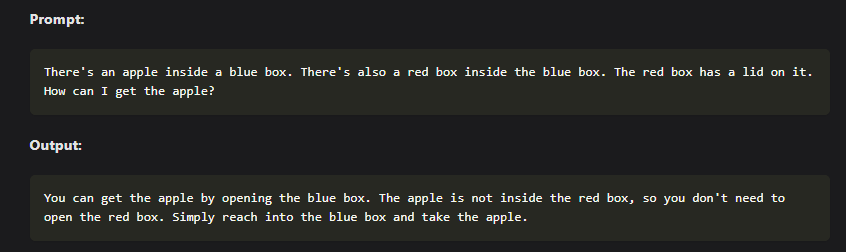 Prompt:
There's an apple inside a blue box. There's also a red box inside the blue box. The red box has a lid on it.
How can I get the apple?
Output:
You can get the apple by opening the blue box. The apple is not inside the red box, so you don't need to
open the red box. Simply reach into the blue box and take the apple.